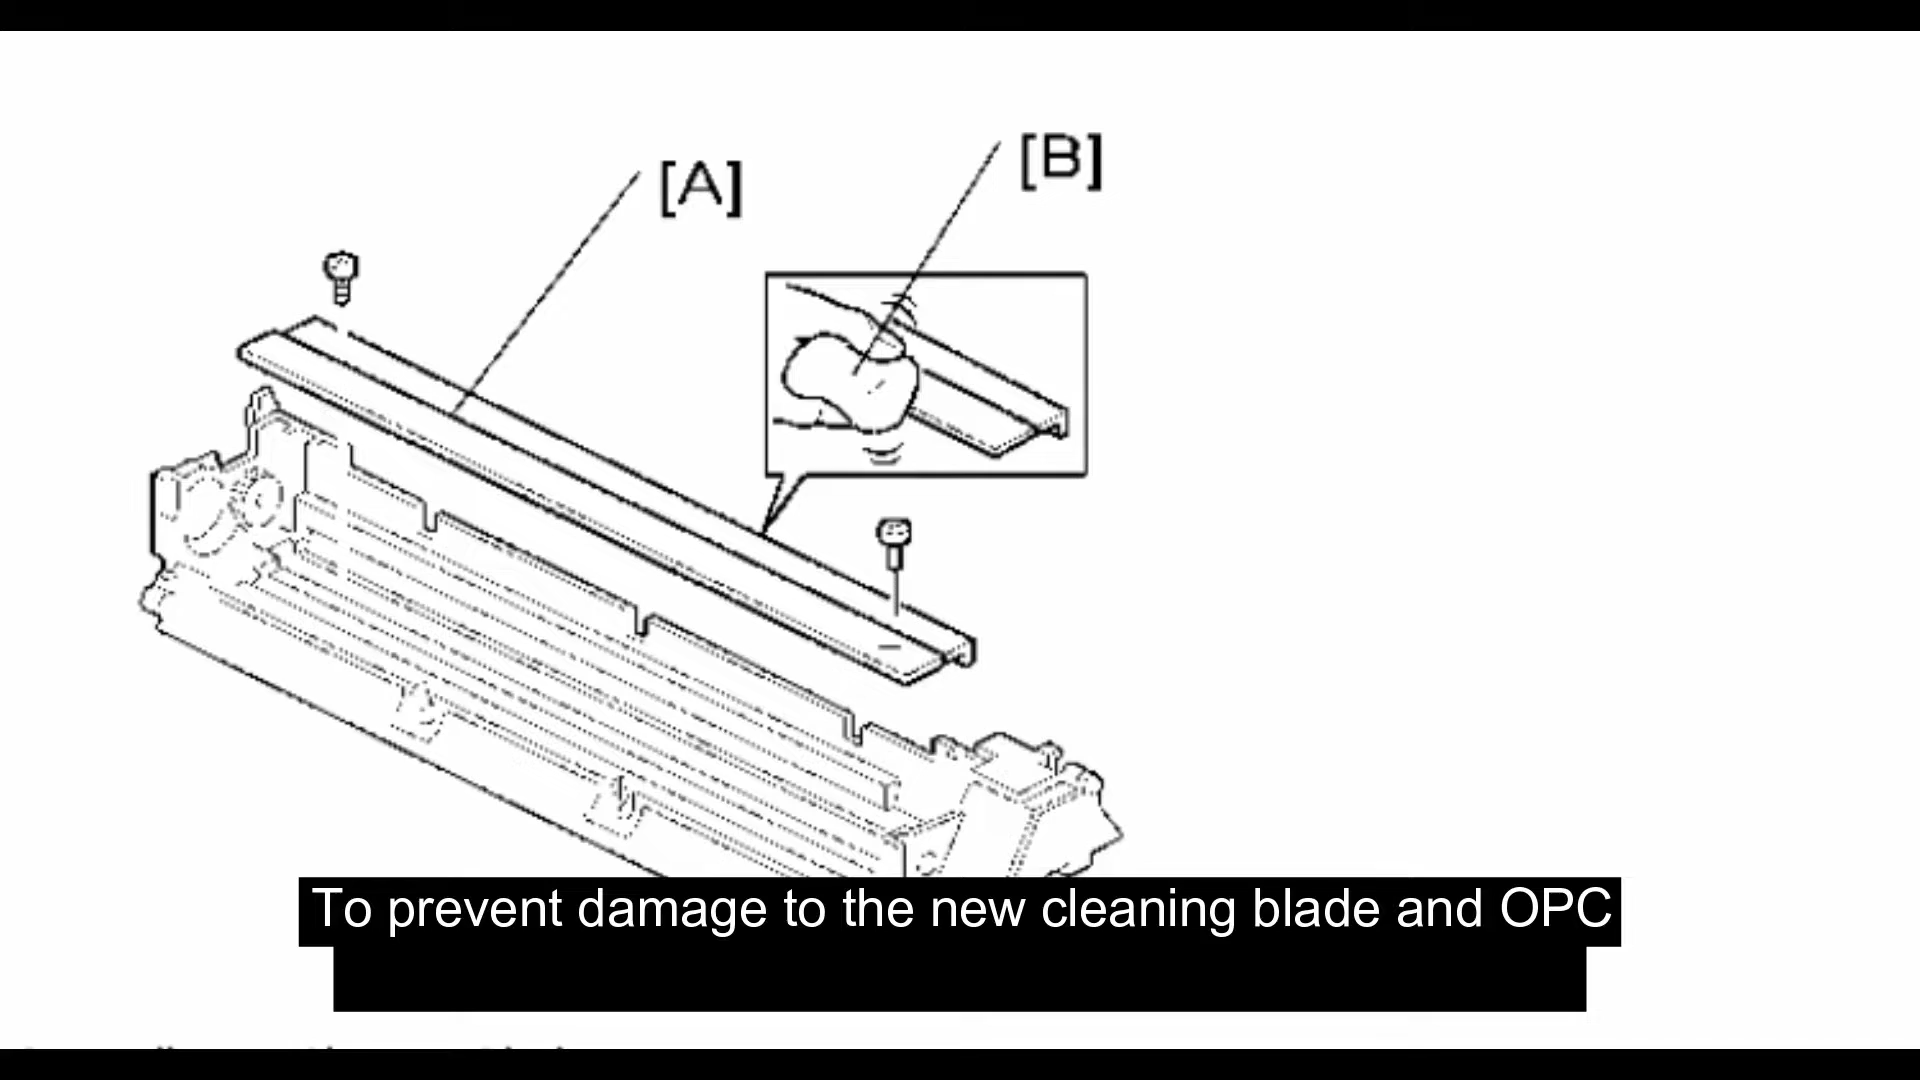 [A]
[B]
To prevent damage to the new cleaning blade and OPC